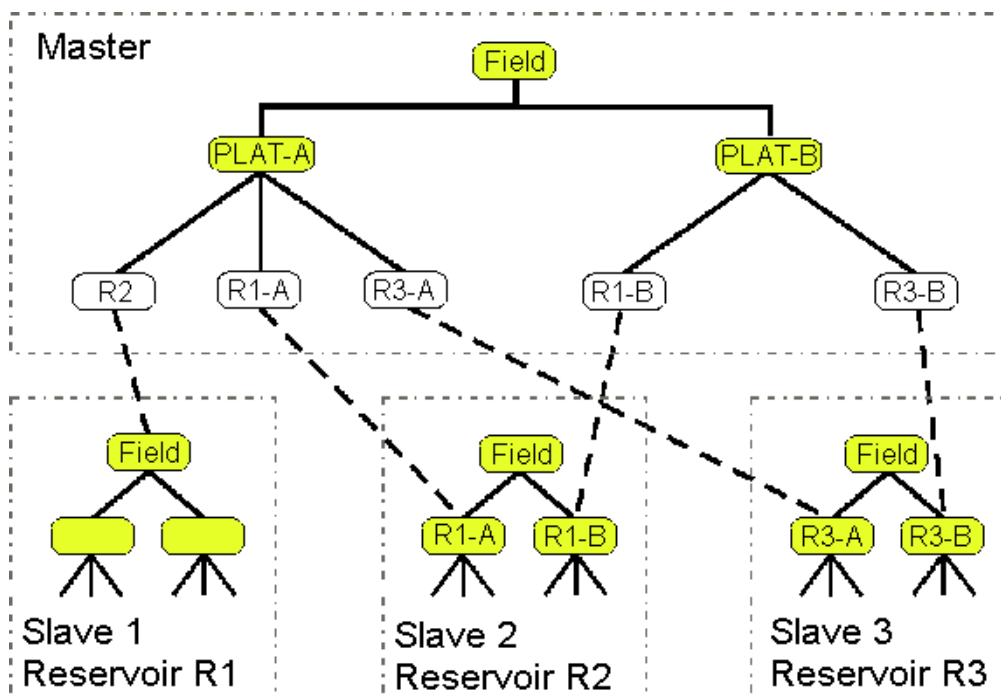 Master
Field
PLAT-A
PLAT-B
R2
R1-A
R3-A
R1-B
R3-B
Field
Field
Field
R1-A
R1-B
R3-A
R3-B
Slave 1
Reservoir R1
Slave 2
Reservoir R2
Slave 3
Reservoir R3